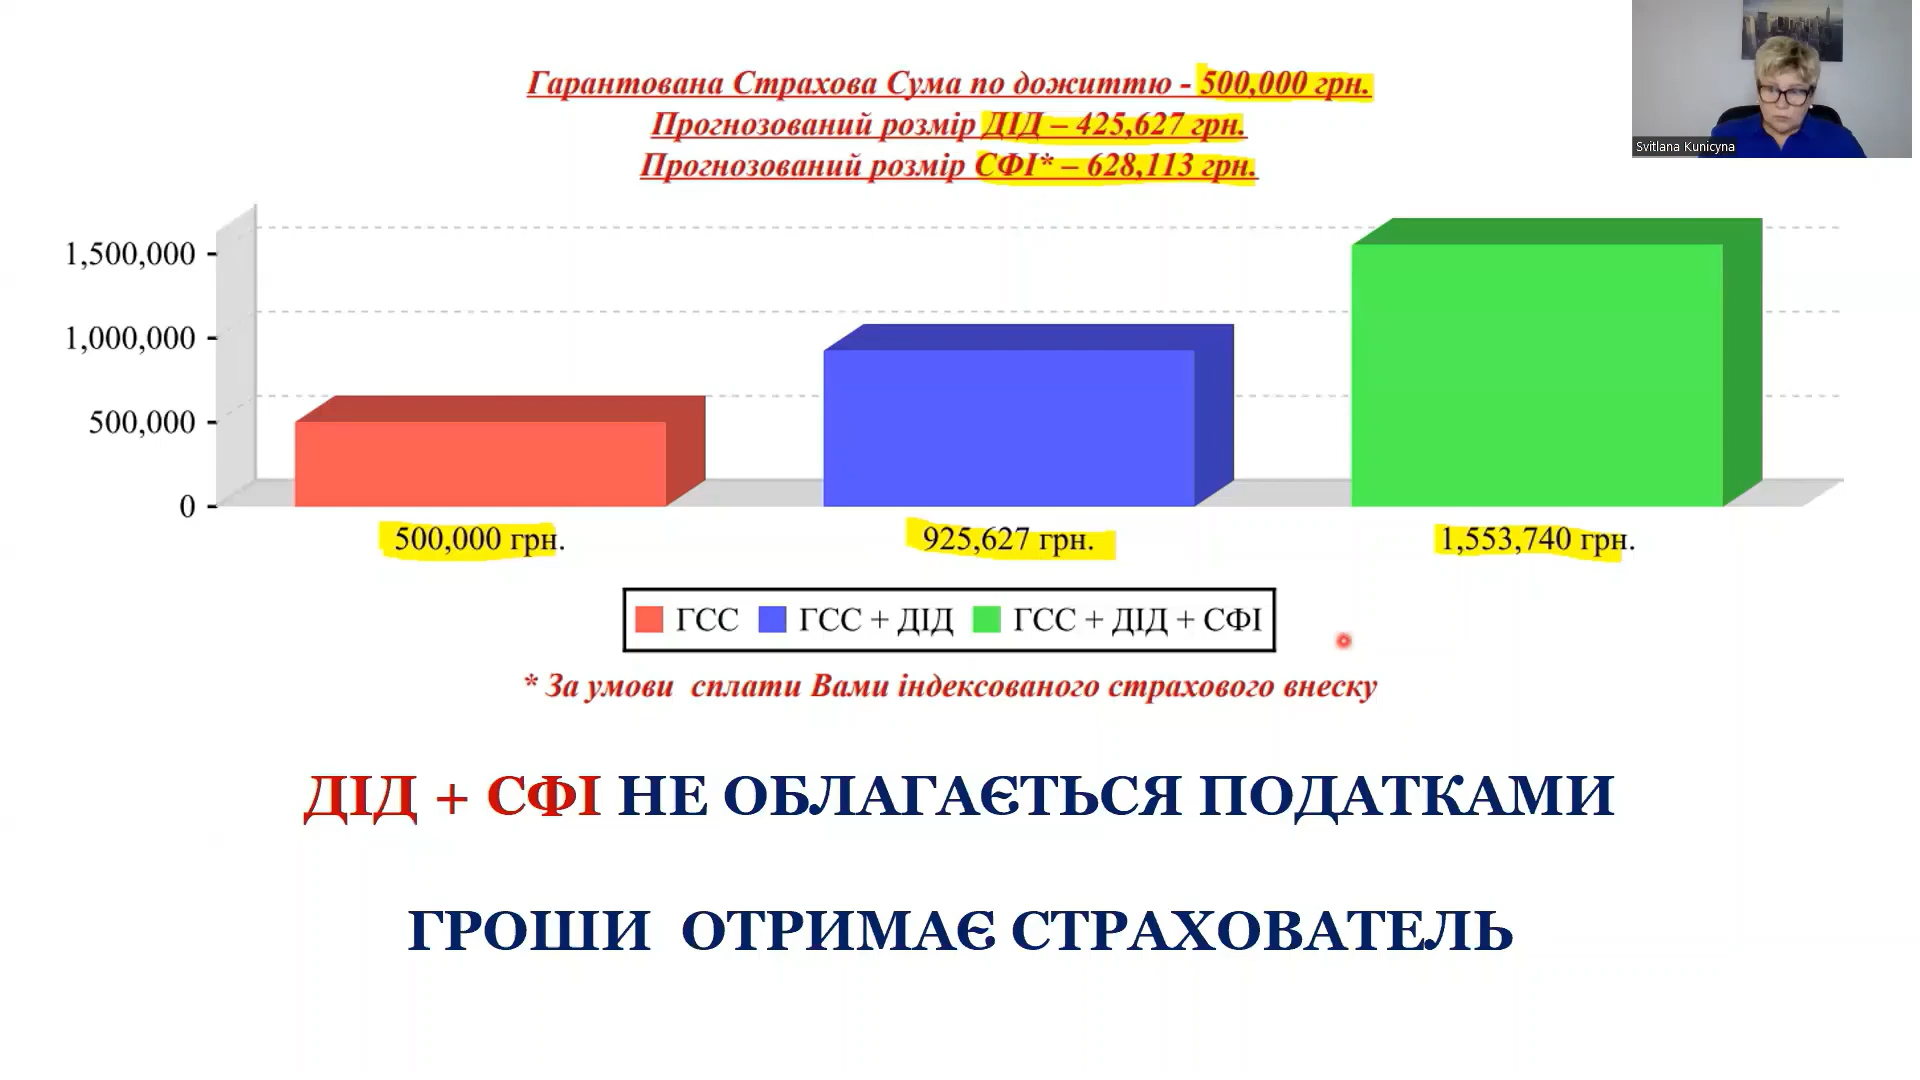 Гарантована Страхова Сума по дожиттю - 500,000 грн.
Прогнозований розмір ДІД – 425,627 грн.
Прогнозований розмір СФІ* – 628,113 грн.
Svitlana Kunicyna
1,500,000
1,000,000
500,000
0
500,000 грн.
925,627 грн.
1,553,740 грн.
ГСС
ГСС + ДІД
ГСС + ДІД + СФІ
* За умови сплати Вами індексованого страхового внеску
ДІД + СФІ НЕ ОБЛАГАЄТЬСЯ ПОДАТКАМИ
ГРОШИ ОТРИМАЄ СТРАХОВАТЕЛЬ